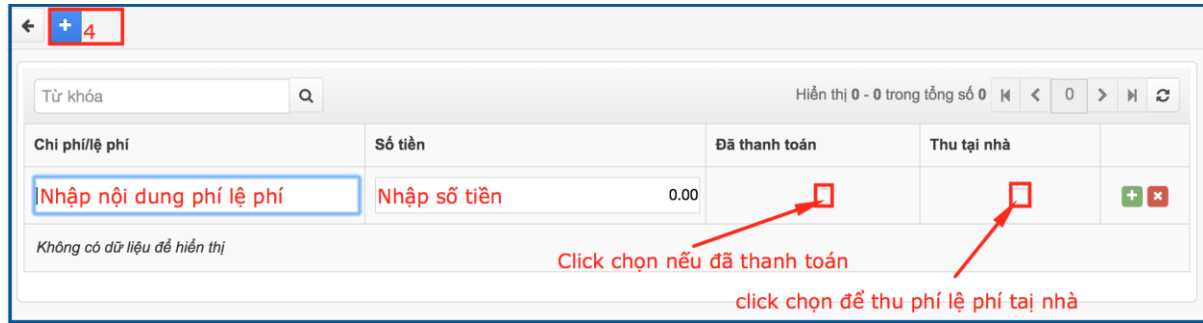 4
Từ khóa Hiển thị 0 - 0 trong tổng số 0 0
Chi phí/lệ phí Số tiền Đã thanh toán Thu tại nhà
Nhập nội dung phí lệ phí Nhập số tiền 0.00
Không có dữ liệu để hiển thị
Click chọn nếu đã thanh toán
click chọn để thu phí lệ phí taị nhà